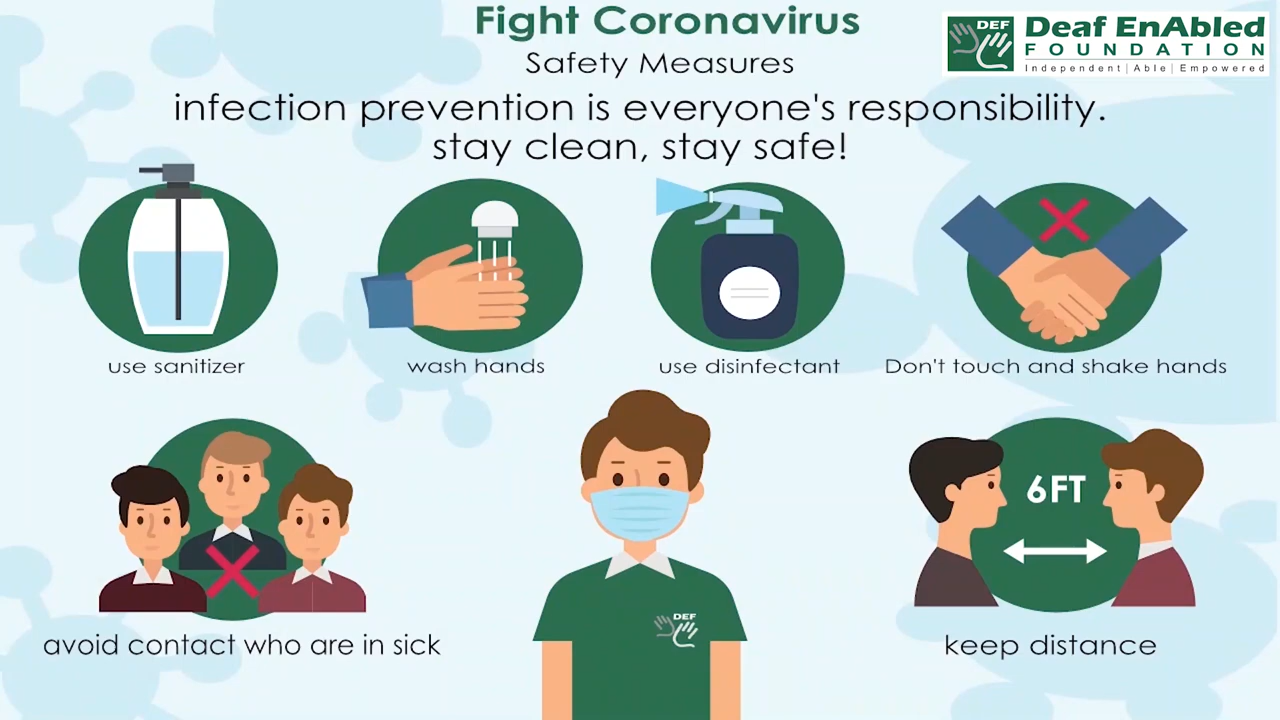 Fight Coronavirus
Safety Measures
DEF
Deaf EnAbled
FOUNDATION
Independent | Able | Empowered
infection prevention is everyone's responsibility.
stay clean, stay safe!
use sanitizer
wash hands
use disinfectant
Don't touch and shake hands
6FT
DEF
avoid contact who are in sick
keep distance